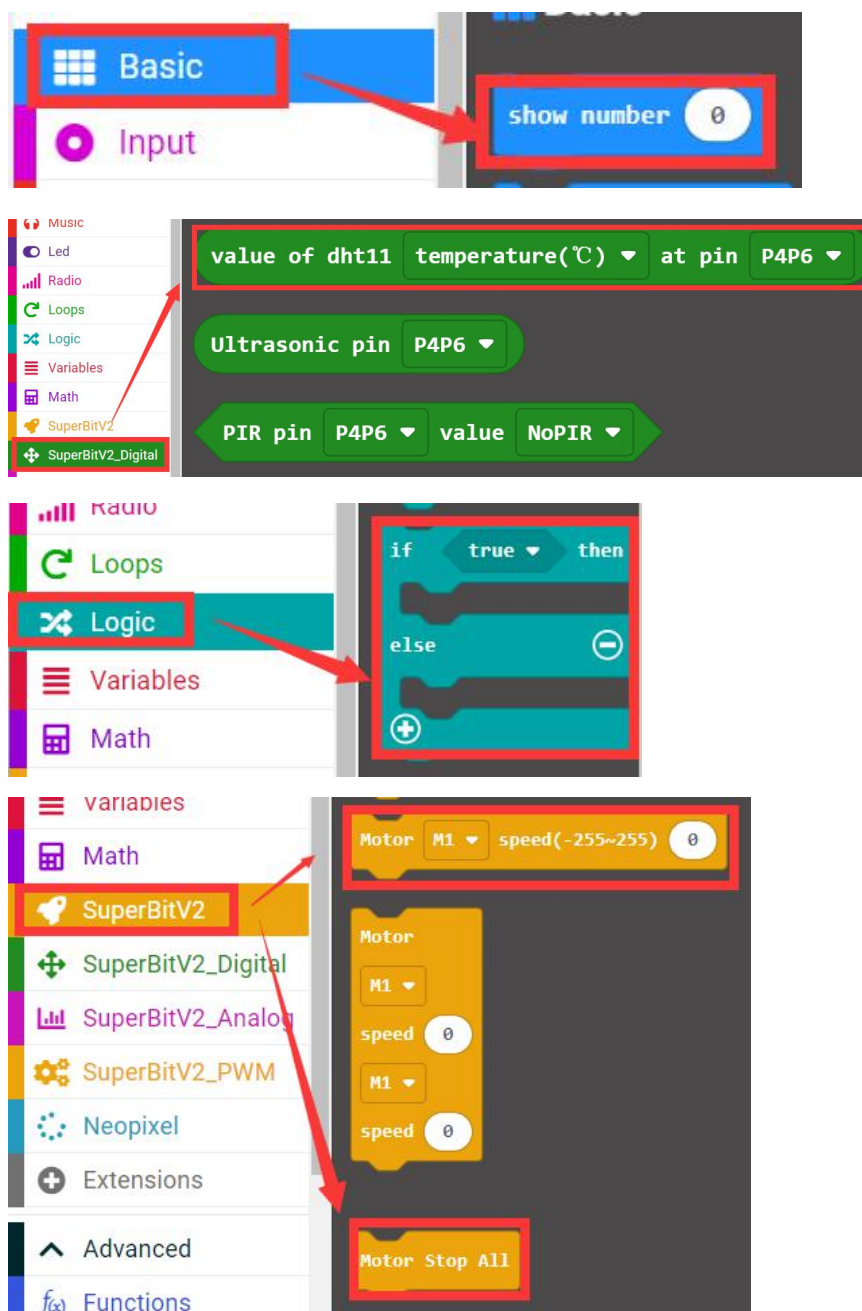 Basic
Input
Basic
show number 0
Music
Led
Radio
Loops
Logic
Variables
Math
SuperBitV2
SuperBitV2_Digital
value of dht11 temperature(℃) at pin P4P6
Ultrasonic pin P4P6
PIR pin P4P6 value NoPIR
Radio
Loops
Logic
Variables
Math
if true then
else
Variables
Math
SuperBitV2
SuperBitV2_Digital
SuperBitV2_Analog
SuperBitV2_PWM
Neopixel
Extensions
Advanced
f(x) Functions
Motor M1 speed(-255~255) 0
Motor
M1
speed 0
M1
speed 0
Motor Stop All